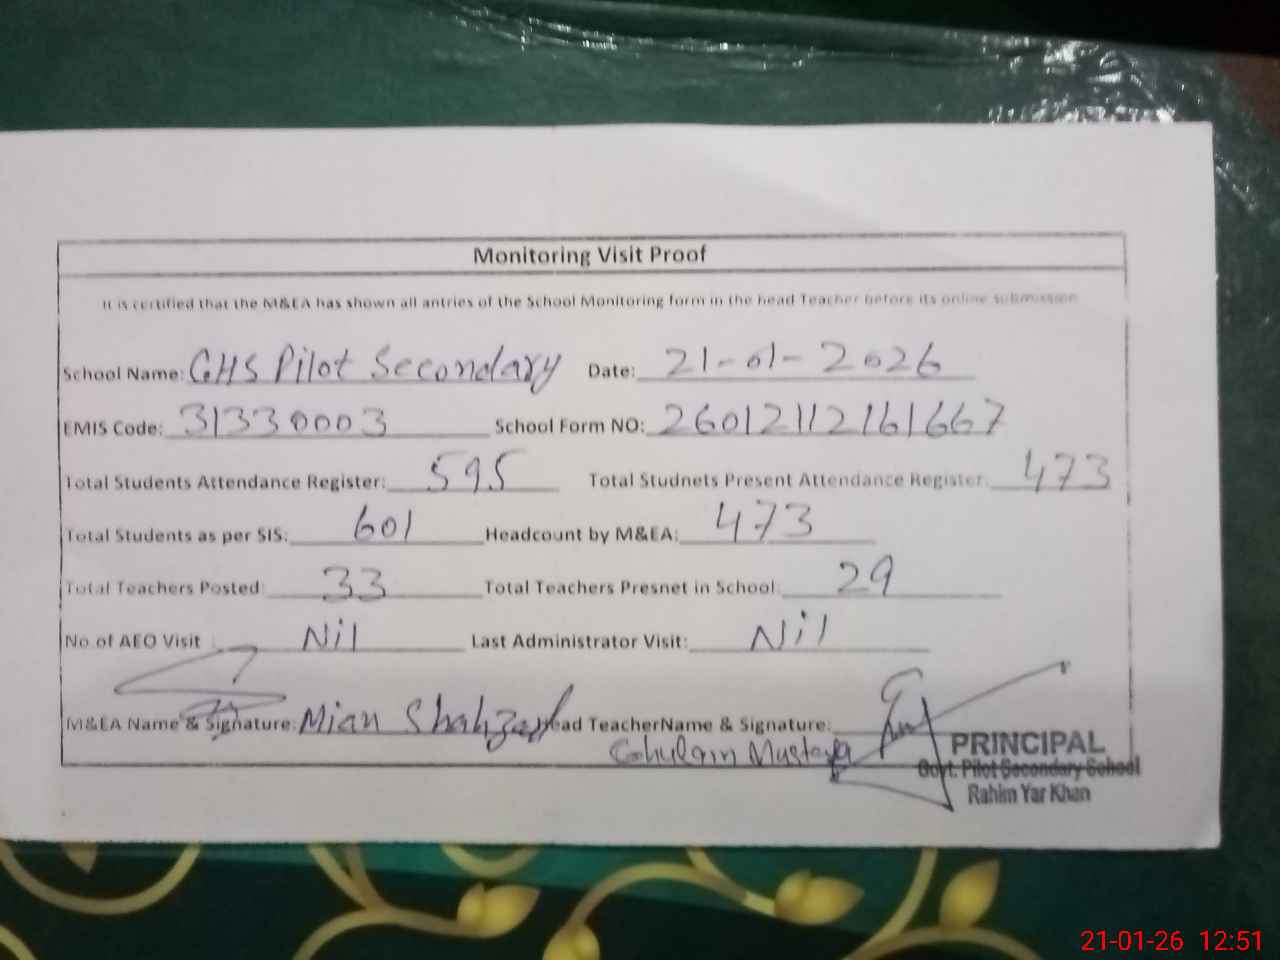 Monitoring Visit Proof
It is certified that the M&EA has shown all antries of the School Monitoring form in the head Teacher before its online submission
School Name: GHS Pilot Secondary Date: 21-01-2026
EMIS Code: 31330003 School Form NO: 26012112161667
Total Students Attendance Register: 595 Total Studnets Present Attendance Register: 473
Total Students as per SIS: 601 Headcount by M&EA: 473
Total Teachers Posted: 33 Total Teachers Presnet in School: 29
No of AEO Visit : Nil Last Administrator Visit: Nil
M&EA Name & Signature: Mian Shahzad Head TeacherName & Signature:
Ghulam Mustafa
PRINCIPAL
Govt. Pilot Secondary School
Rahim Yar Khan
21-01-26 12:51